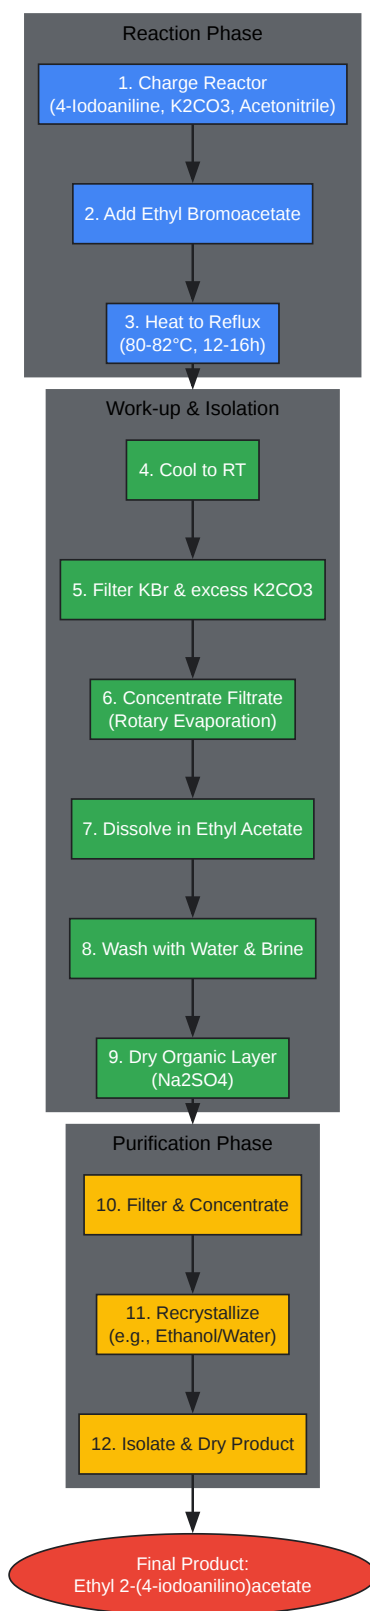 Reaction Phase
1. Charge Reactor
(4-Iodoaniline, K2CO3, Acetonitrile)
2. Add Ethyl Bromoacetate
3. Heat to Reflux
(80-82°C, 12-16h)
Work-up & Isolation
4. Cool to RT
5. Filter KBr & excess K2CO3
6. Concentrate Filtrate
(Rotary Evaporation)
7. Dissolve in Ethyl Acetate
8. Wash with Water & Brine
9. Dry Organic Layer
(Na2SO4)
Purification Phase
10. Filter & Concentrate
11. Recrystallize
(e.g., Ethanol/Water)
12. Isolate & Dry Product
Final Product:
Ethyl 2-(4-iodoanilino)acetate